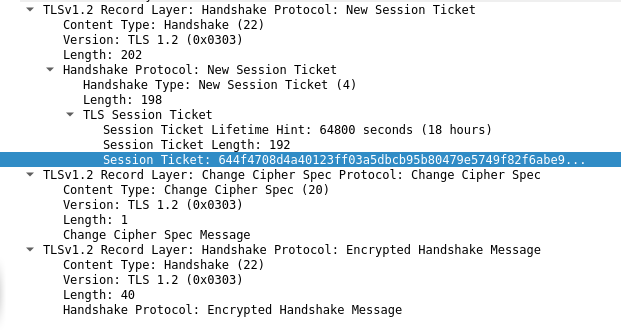 TLSv1.2 Record Layer: Handshake Protocol: New Session Ticket
Content Type: Handshake (22)
Version: TLS 1.2 (0x0303)
Length: 202
Handshake Protocol: New Session Ticket
Handshake Type: New Session Ticket (4)
Length: 198
TLS Session Ticket
Session Ticket Lifetime Hint: 64800 seconds (18 hours)
Session Ticket Length: 192
Session Ticket: 644f4708d4a40123ff03a5dbcb95b80479e5749f82f6abe9...
TLSv1.2 Record Layer: Change Cipher Spec Protocol: Change Cipher Spec
Content Type: Change Cipher Spec (20)
Version: TLS 1.2 (0x0303)
Length: 1
Change Cipher Spec Message
TLSv1.2 Record Layer: Handshake Protocol: Encrypted Handshake Message
Content Type: Handshake (22)
Version: TLS 1.2 (0x0303)
Length: 40
Handshake Protocol: Encrypted Handshake Message